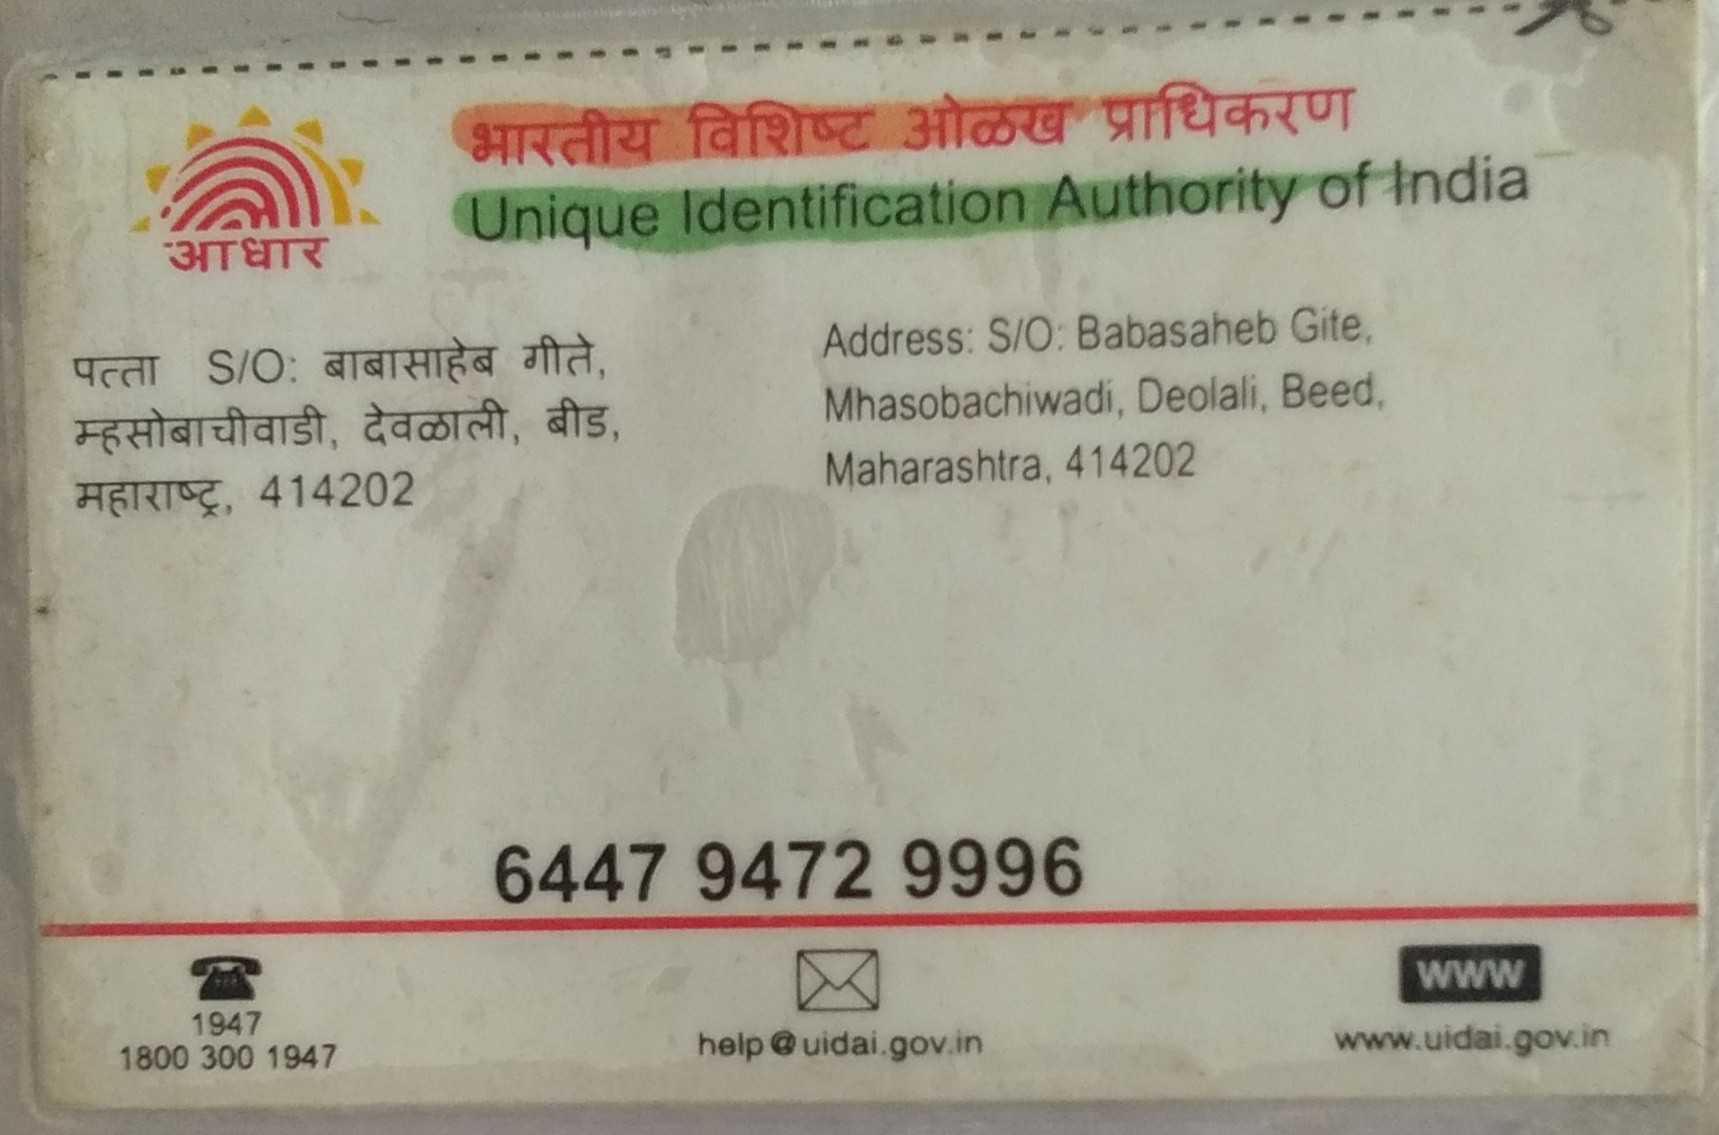 भारतीय विशिष्ट ओळख प्राधिकरण
Unique Identification Authority of India
आधार
पत्ता S/O: बाबासाहेब गीते,
म्हसोबाचीवाडी, देवळाली, बीड,
महाराष्ट्र, 414202
Address: S/O: Babasaheb Gite,
Mhasobachiwadi, Deolali, Beed,
Maharashtra, 414202
6447 9472 9996
1947
1800 300 1947
help@uidai.gov.in
www
www.uidai.gov.in